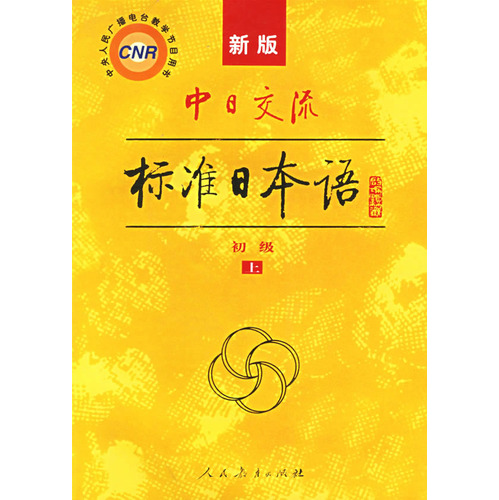 中央人民广播电台教学节目用书
CNR
新版
中日交流
标准日本语
初级
上
人民教育出版社